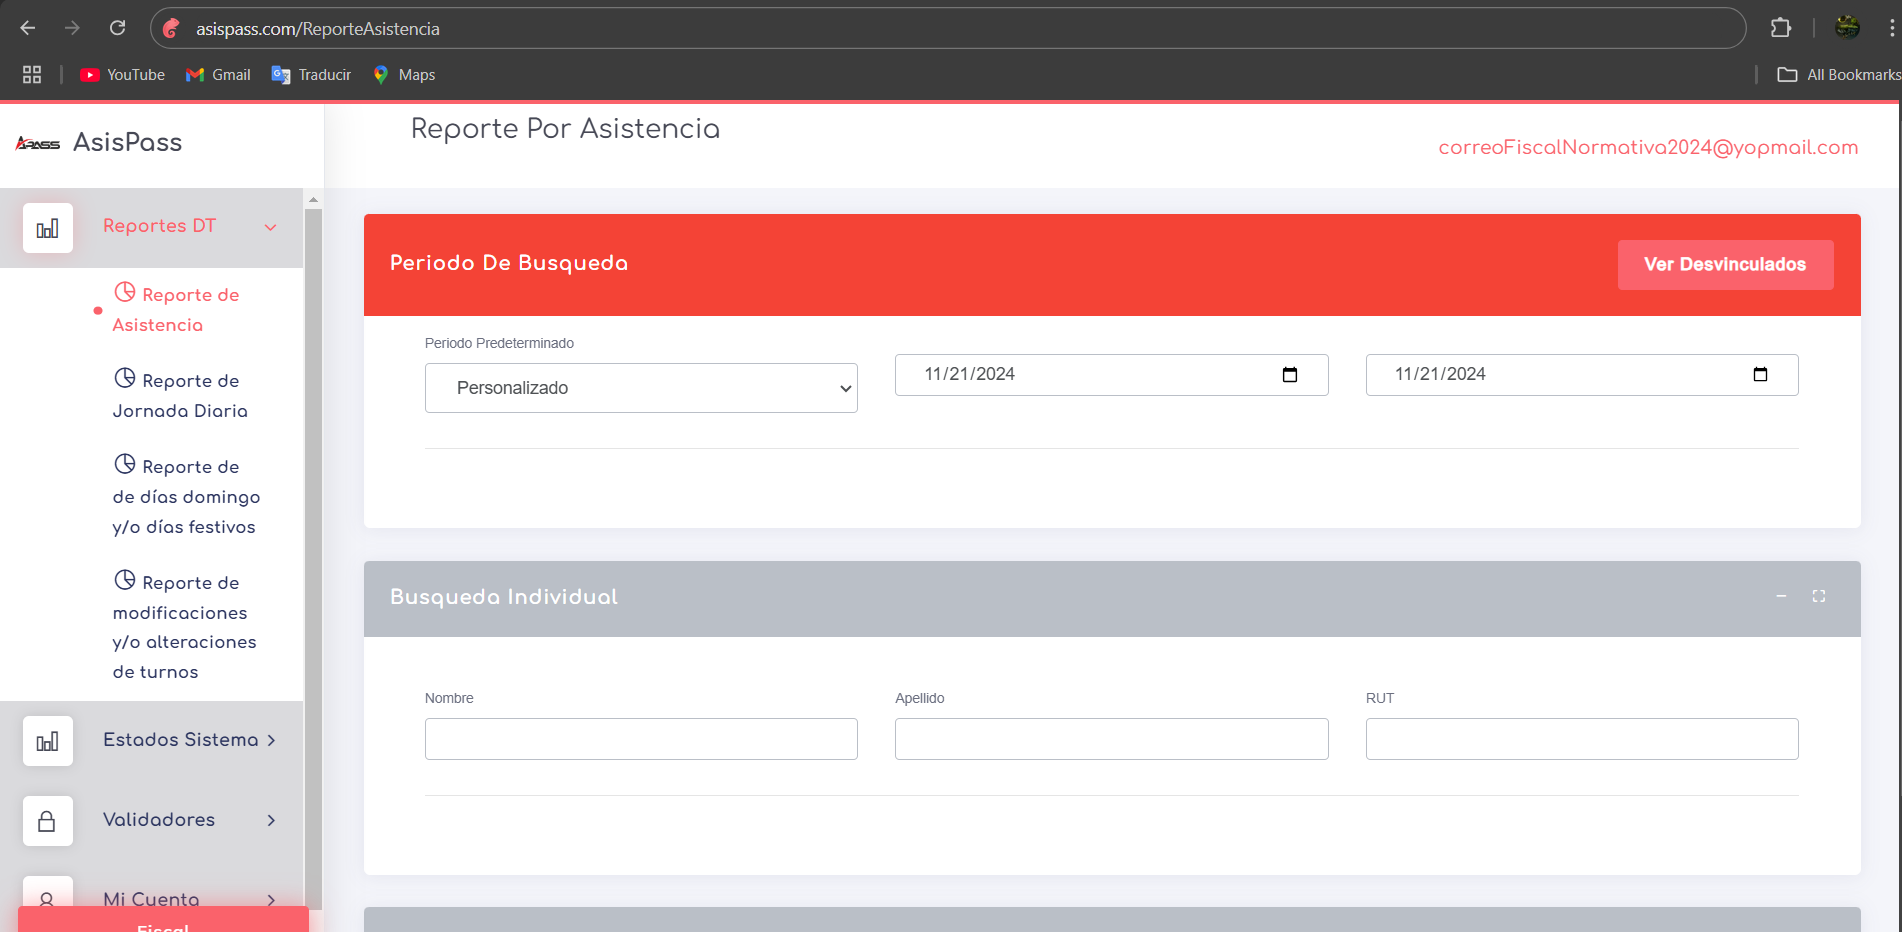 asispass.com/ReporteAsistencia
YouTube
Gmail
Traducir
Maps
All Bookmarks
APASS
AsisPass
Reporte Por Asistencia
correoFiscalNormativa2024@yopmail.com
Reportes DT
Reporte de
Asistencia
Reporte de
Jornada Diaria
Reporte de
de días domingo
y/o días festivos
Reporte de
modificaciones
y/o alteraciones
de turnos
Estados Sistema
Validadores
Mi Cuenta
Fiscal
Periodo De Busqueda
Ver Desvinculados
Periodo Predeterminado
Personalizado
11/21/2024
11/21/2024
Busqueda Individual
Nombre
Apellido
RUT